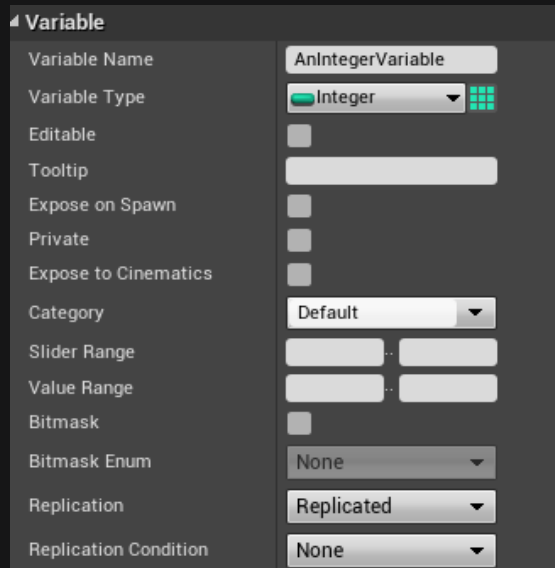 Variable
Variable Name AnIntegerVariable
Variable Type Integer
Editable
Tooltip
Expose on Spawn
Private
Expose to Cinematics
Category Default
Slider Range ..
Value Range ..
Bitmask
Bitmask Enum None
Replication Replicated
Replication Condition None